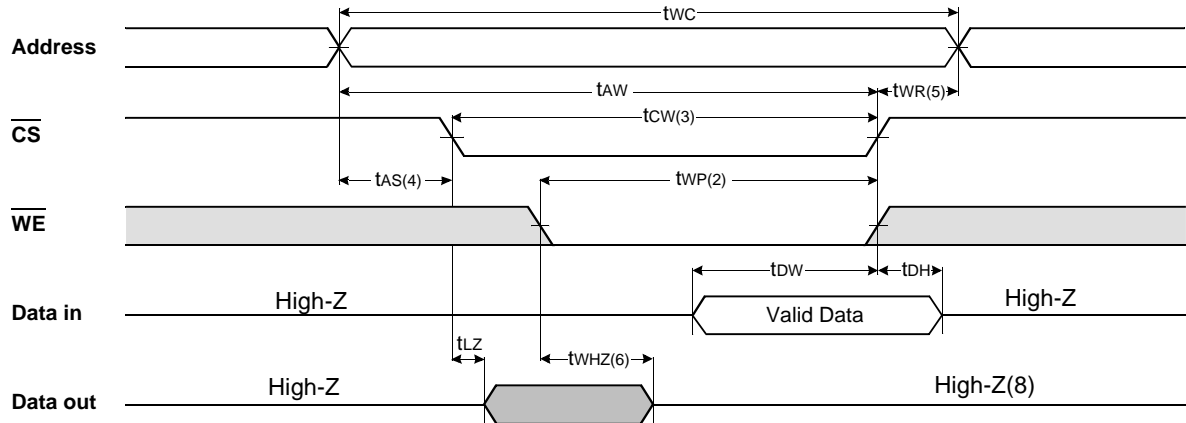 tWC
Address
tAW
tWR(5)
CS
tCW(3)
tAS(4)
tWP(2)
WE
tDW
tDH
Data in
High-Z
Valid Data
High-Z
tLZ
tWHZ(6)
Data out
High-Z
High-Z(8)